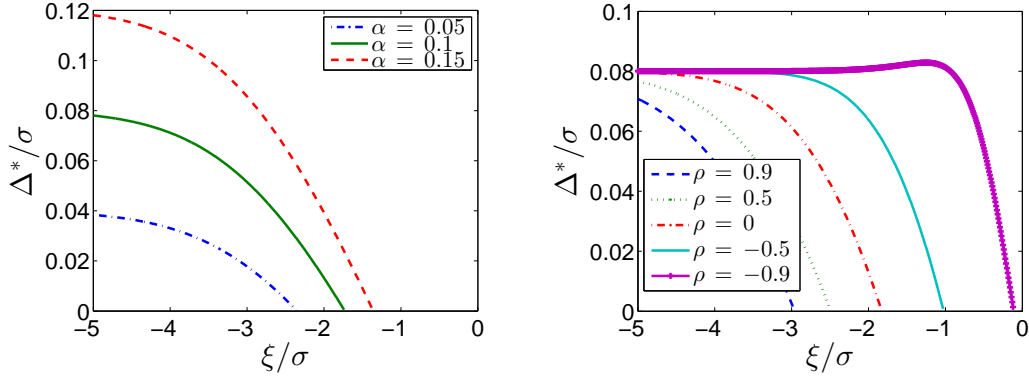 0.12
0.1
0.08
0.06
0.04
0.02
0
Δ*/σ
−5 −4 −3 −2 −1 0
ξ/σ
α = 0.05
α = 0.1
α = 0.15
0.1
0.08
0.06
0.04
0.02
0
Δ*/σ
−5 −4 −3 −2 −1 0
ξ/σ
ρ = 0.9
ρ = 0.5
ρ = 0
ρ = −0.5
ρ = −0.9